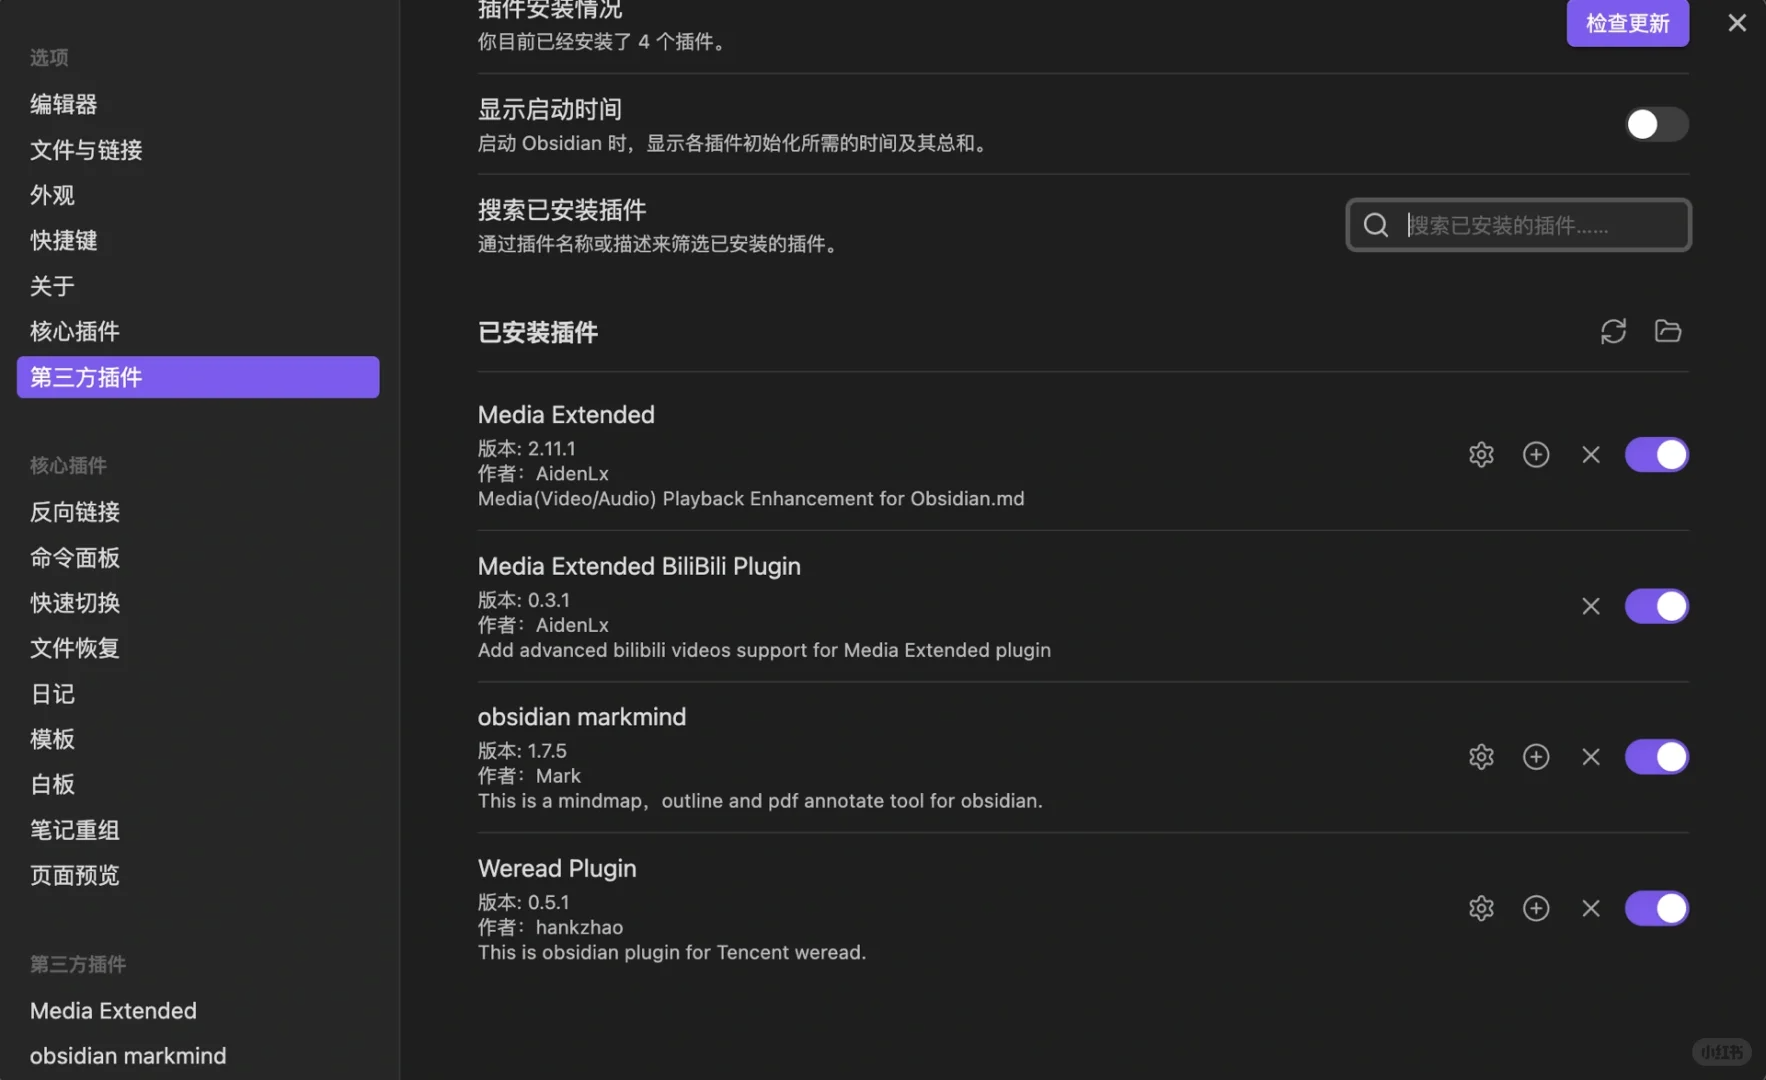 选项
编辑器
文件与链接
外观
快捷键
关于
核心插件
第三方插件
核心插件
反向链接
命令面板
快速切换
文件恢复
日记
模板
白板
笔记重组
页面预览
第三方插件
Media Extended
obsidian markmind
插件安装情况
你目前已经安装了 4 个插件。
检查更新
显示启动时间
启动 Obsidian 时，显示各插件初始化所需的时间及其总和。
搜索已安装插件
通过插件名称或描述来筛选已安装的插件。
搜索已安装的插件……
已安装插件
Media Extended
版本: 2.11.1
作者：AidenLx
Media(Video/Audio) Playback Enhancement for Obsidian.md
Media Extended BiliBili Plugin
版本: 0.3.1
作者：AidenLx
Add advanced bilibili videos support for Media Extended plugin
obsidian markmind
版本: 1.7.5
作者：Mark
This is a mindmap，outline and pdf annotate tool for obsidian.
Weread Plugin
版本: 0.5.1
作者：hankzhao
This is obsidian plugin for Tencent weread.
小红书